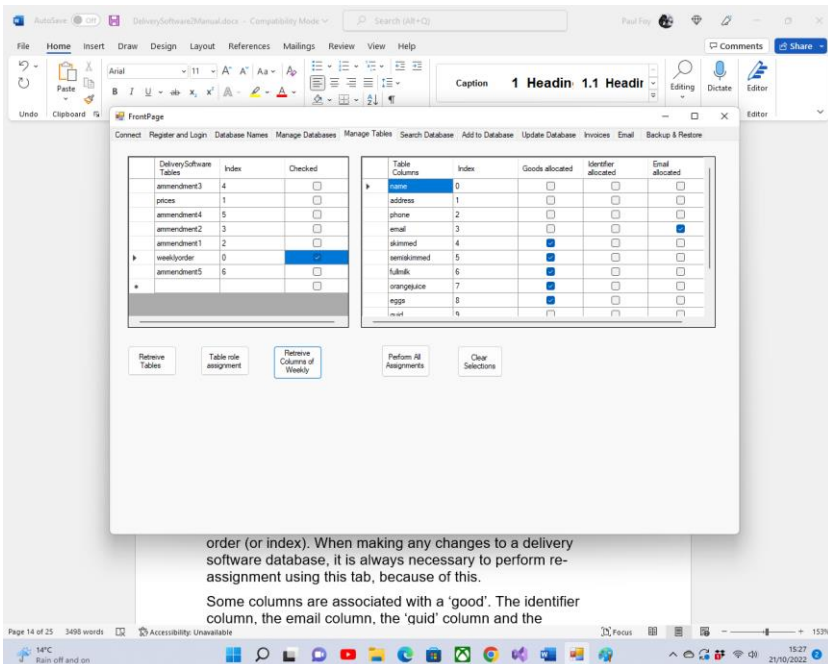 AutoSave Off DeliverySoftware2Manual.docx - Compatibility Mode Search (Alt+Q) Paul Hay
File Home Insert Draw Design Layout References Mailings Review View Help Comments Share
Paste Arial 11 A^ Aˇ Aa Caption 1 Headin 1.1 Headir Editing Dictate Editor
B I U ab x₂ x² A A
Undo Clipboard Editor
FrontPage
Connect Register and Login Database Names Manage Databases Manage Tables Search Database Add to Database Update Database Invoices Email Backup & Restore
DeliverySoftware Tables Index Checked
ammendment3 4
prices 1
ammendment4 5
ammendment2 3
ammendment1 2
weeklyorder 0
ammendment5 6
Table Columns Index Goods allocated Identifier allocated Email allocated
name 0
address 1
phone 2
email 3
skimmed 4
semiskimmed 5
fullmilk 6
orangejuice 7
eggs 8
guid 9
Retreive Tables
Table role assignment
Retreive Columns of Weekly
Perform All Assignments
Clear Selections
order (or index). When making any changes to a delivery
software database, it is always necessary to perform re-
assignment using this tab, because of this.
Some columns are associated with a ‘good’. The identifier
column, the email column, the ‘guid’ column and the
Page 14 of 25 3498 words Accessibility: Unavailable Focus 153%
14°C
Rain off and on
15:27
21/10/2022